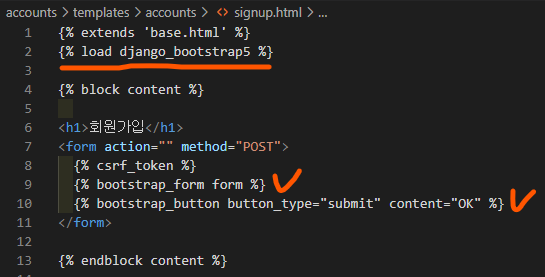 accounts > templates > accounts > <> signup.html > ...
1 {% extends 'base.html' %}
2 {% load django_bootstrap5 %}
3
4 {% block content %}
5
6 <h1>회원가입</h1>
7 <form action="" method="POST">
8 {% csrf_token %}
9 {% bootstrap_form form %}
10 {% bootstrap_button button_type="submit" content="OK" %}
11 </form>
12
13 {% endblock content %}